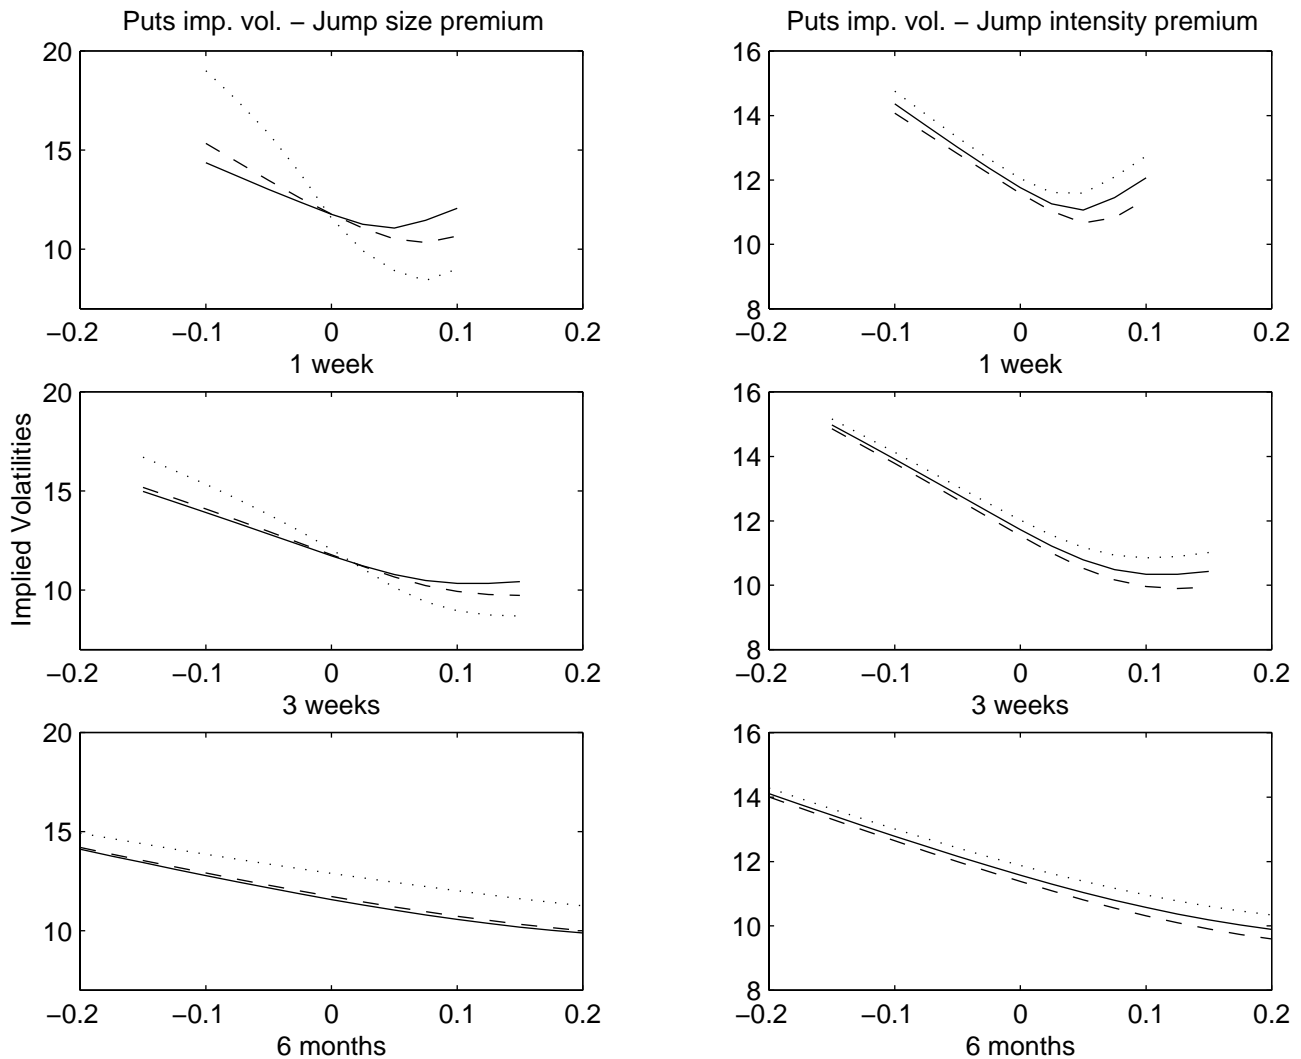 Puts imp. vol. − Jump size premium
Puts imp. vol. − Jump intensity premium
20
15
10
−0.2 −0.1 0 0.1 0.2
1 week
16
14
12
10
8
−0.2 −0.1 0 0.1 0.2
1 week
Implied Volatilities
20
15
10
−0.2 −0.1 0 0.1 0.2
3 weeks
16
14
12
10
8
−0.2 −0.1 0 0.1 0.2
3 weeks
20
15
10
−0.2 −0.1 0 0.1 0.2
6 months
16
14
12
10
8
−0.2 −0.1 0 0.1 0.2
6 months